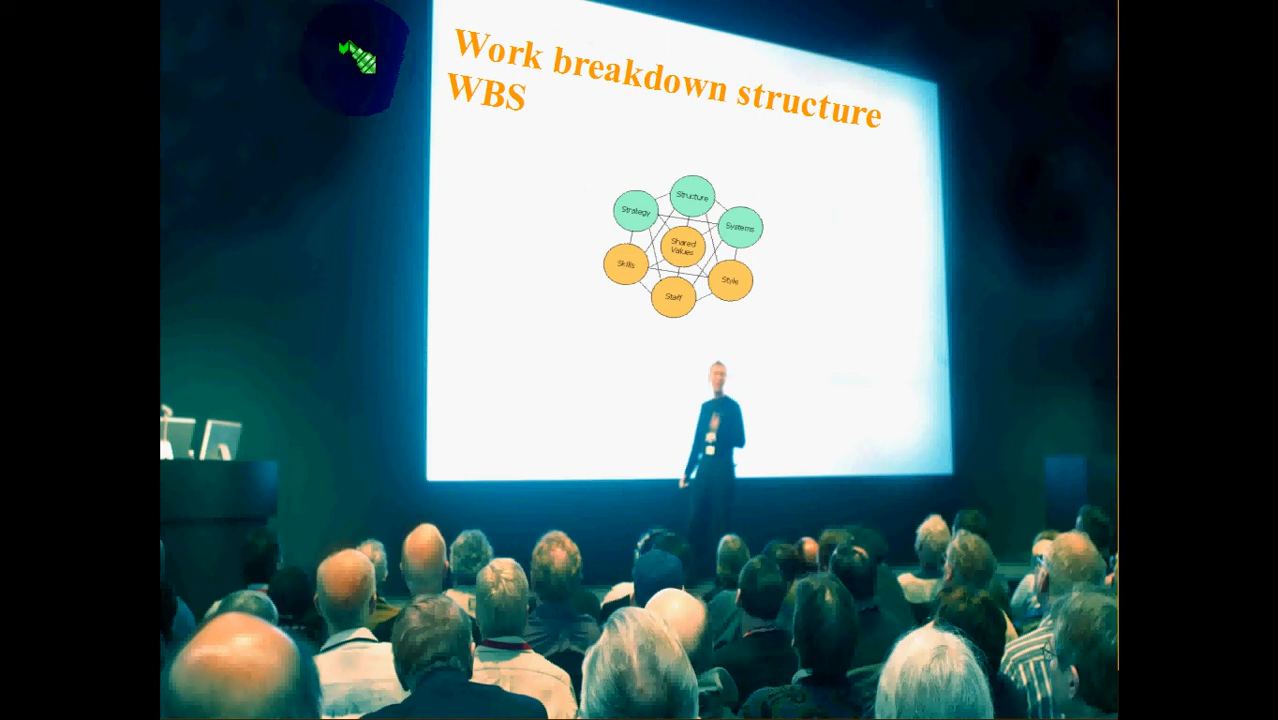 Work breakdown structure
WBS
Structure
Strategy
Systems
Shared
Values
Skills
Style
Staff